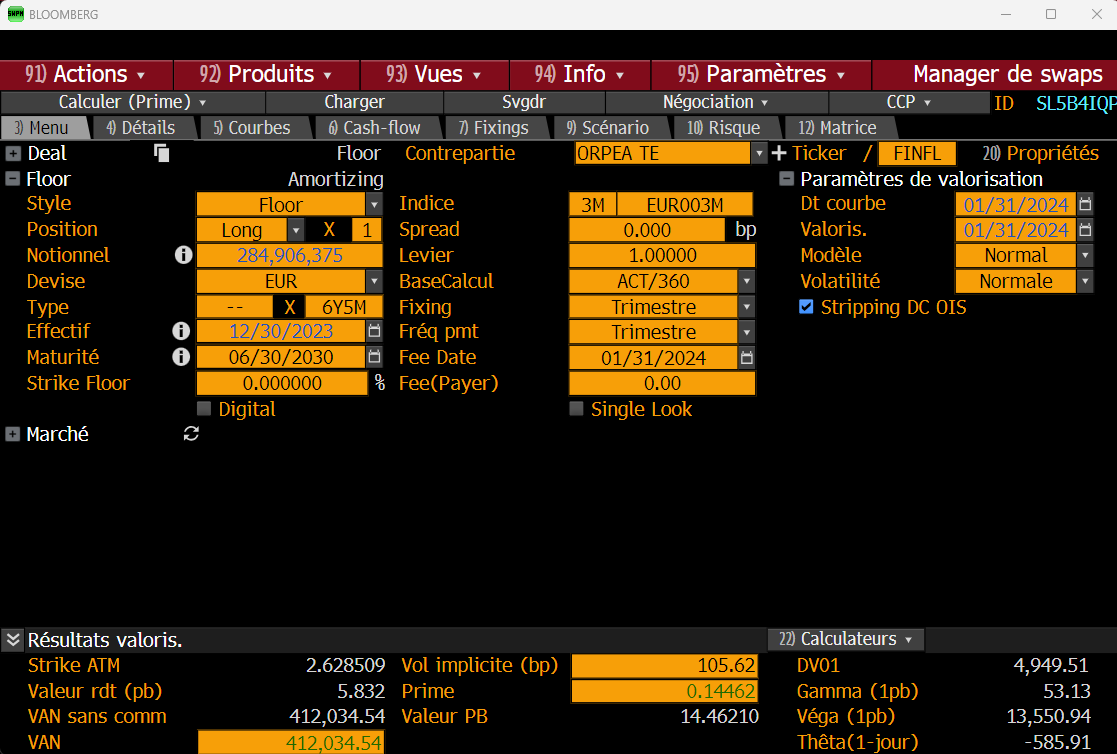 SWPM BLOOMBERG
91) Actions 92) Produits 93) Vues 94) Info 95) Paramètres Manager de swaps
Calculer (Prime) Charger Svgdr Négociation CCP ID SL5B4IQP
3) Menu 4) Détails 5) Courbes 6) Cash-flow 7) Fixings 9) Scénario 10) Risque 12) Matrice
Deal Floor Contrepartie ORPEA TE Ticker / FINFL 20) Propriétés
Floor Amortizing Paramètres de valorisation
Style Floor Indice 3M EUR003M Dt courbe 01/31/2024
Position Long X 1 Spread 0.000 bp Valoris. 01/31/2024
Notionnel 284,906,375 Levier 1.00000 Modèle Normal
Devise EUR BaseCalcul ACT/360 Volatilité Normale
Type -- X 6Y5M Fixing Trimestre Stripping DC OIS
Effectif 12/30/2023 Fréq pmt Trimestre
Maturité 06/30/2030 Fee Date 01/31/2024
Strike Floor 0.000000 % Fee(Payer) 0.00
Digital Single Look
Marché
Résultats valoris. 22) Calculateurs
Strike ATM 2.628509 Vol implicite (bp) 105.62 DV01 4,949.51
Valeur rdt (pb) 5.832 Prime 0.14462 Gamma (1pb) 53.13
VAN sans comm 412,034.54 Valeur PB 14.46210 Véga (1pb) 13,550.94
VAN 412,034.54 Thêta(1-jour) -585.91